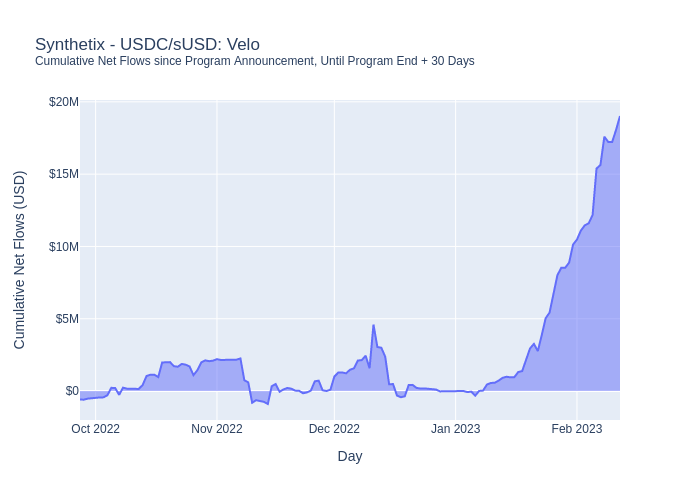 Synthetix - USDC/sUSD: Velo
Cumulative Net Flows since Program Announcement, Until Program End + 30 Days
Cumulative Net Flows (USD)
$20M
$15M
$10M
$5M
$0
Oct 2022
Nov 2022
Dec 2022
Jan 2023
Feb 2023
Day